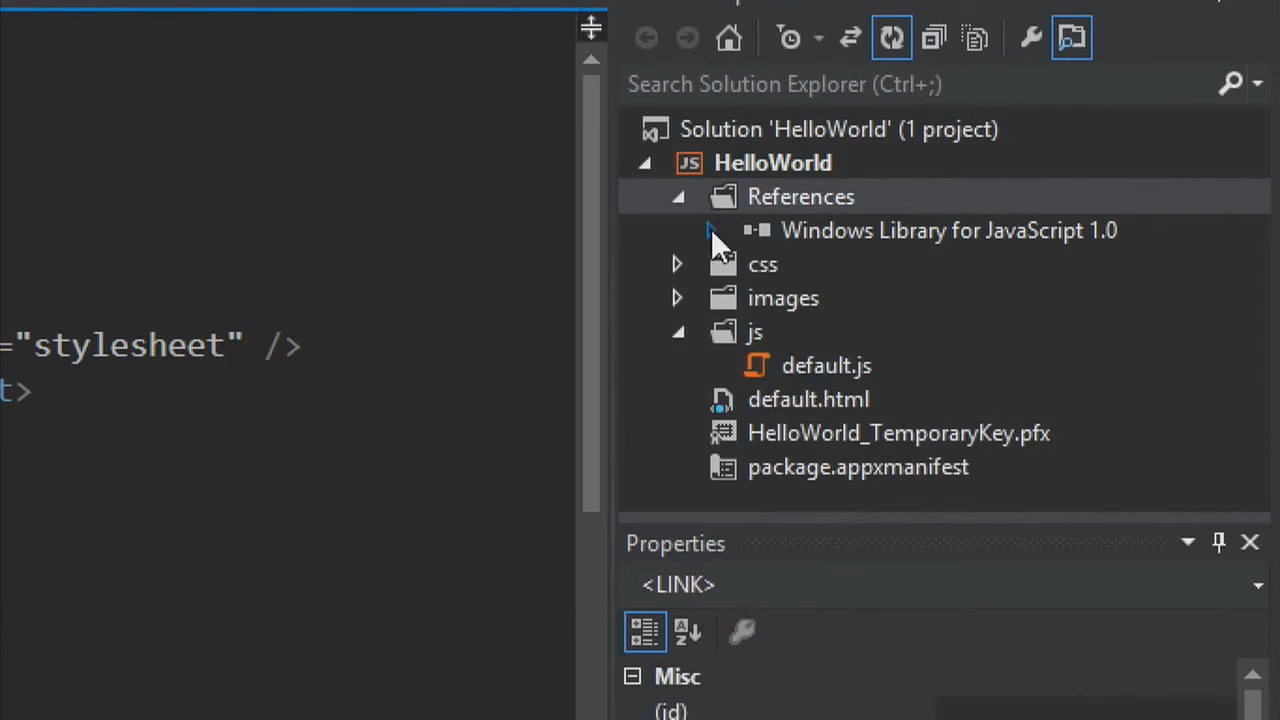 Search Solution Explorer (Ctrl+;)
Solution 'HelloWorld' (1 project)
JS HelloWorld
References
Windows Library for JavaScript 1.0
css
images
="stylesheet" />
js
t>
default.js
default.html
HelloWorld_TemporaryKey.pfx
package.appxmanifest
Properties
<LINK>
A
Z
Misc
(id)